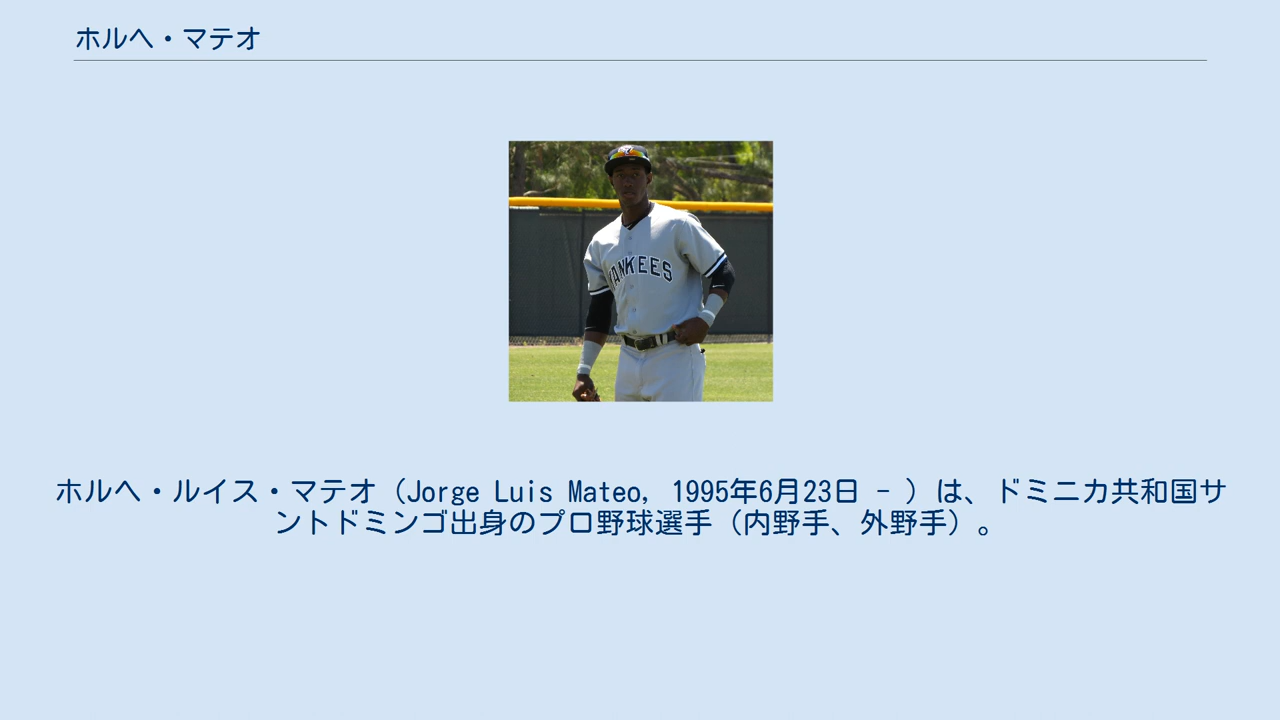 ホルヘ・マテオ
YANKEES
ホルヘ・ルイス・マテオ（Jorge Luis Mateo, 1995年6月23日 - ）は、ドミニカ共和国サ
ントドミンゴ出身のプロ野球選手（内野手、外野手）。